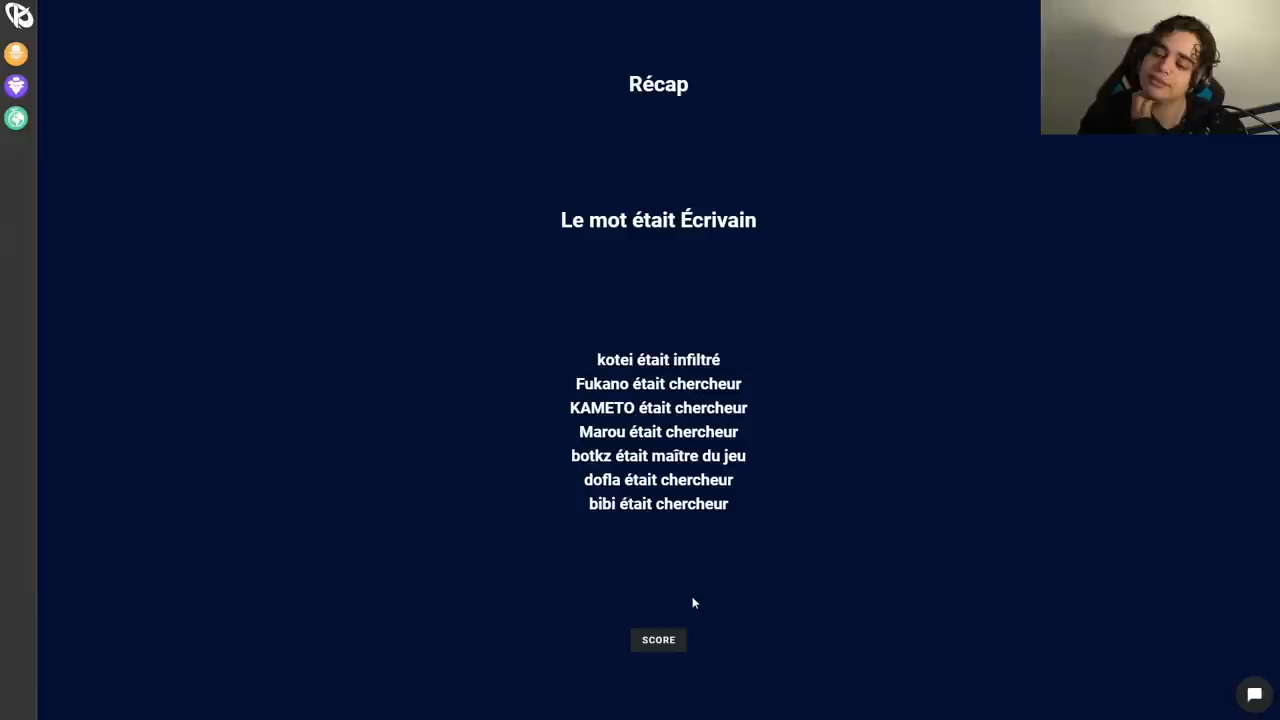 Récap
Le mot était Écrivain
kotei était infiltré
Fukano était chercheur
KAMETO était chercheur
Marou était chercheur
botkz était maître du jeu
dofla était chercheur
bibi était chercheur
SCORE